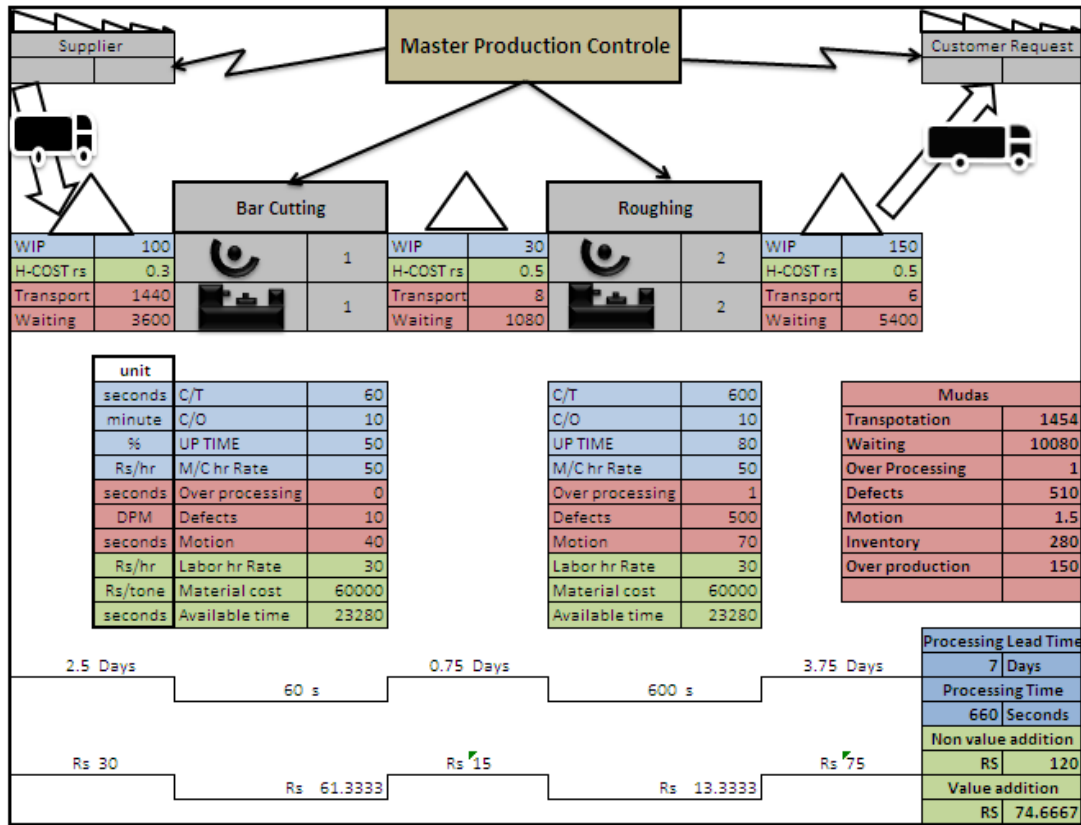 Supplier
Master Production Controle
Customer Request
Bar Cutting
Roughing
WIP 100 1 WIP 30 2 WIP 150
H-COST rs 0.3 H-COST rs 0.5 H-COST rs 0.5
Transport 1440 1 Transport 8 2 Transport 6
Waiting 3600 Waiting 1080 Waiting 5400
unit
seconds C/T 60 C/T 600 Mudas
minute C/O 10 C/O 10 Transpotation 1454
% UP TIME 50 UP TIME 80 Waiting 10080
Rs/hr M/C hr Rate 50 M/C hr Rate 50 Over Processing 1
seconds Over processing 0 Over processing 1 Defects 510
DPM Defects 10 Defects 500 Motion 1.5
seconds Motion 40 Motion 70 Inventory 280
Rs/hr Labor hr Rate 30 Labor hr Rate 30 Over production 150
Rs/tone Material cost 60000 Material cost 60000
seconds Available time 23280 Available time 23280
Processing Lead Time
2.5 Days 0.75 Days 3.75 Days 7 Days
60 s 600 s Processing Time
660 Seconds
Non value addition
Rs 30 Rs 15 Rs 75 RS 120
Rs 61.3333 Rs 13.3333 Value addition
RS 74.6667